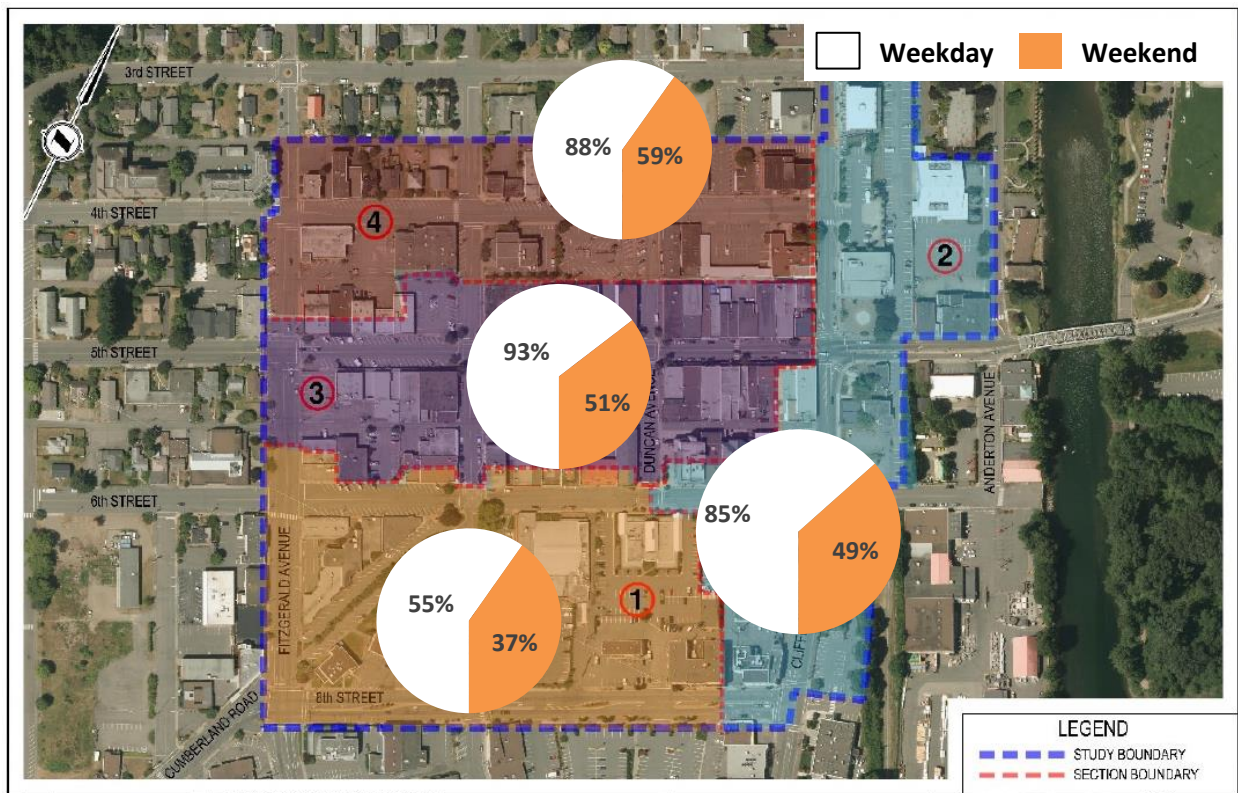 Weekday Weekend
3rd STREET
88% 59%
4th STREET
4
2
5th STREET
93% 51%
3
DUNCAN AVENUE
ANDERTON AVENUE
6th STREET
85% 49%
FITZGERALD AVENUE
55% 37%
1
8th STREET
CUMBERLAND ROAD
LEGEND
STUDY BOUNDARY
SECTION BOUNDARY